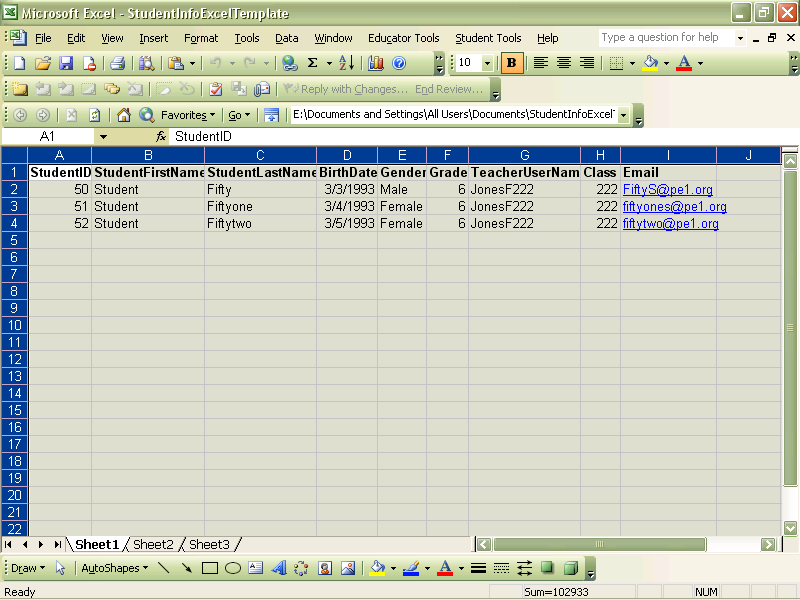 Microsoft Excel - StudentInfoExcelTemplate
File Edit View Insert Format Tools Data Window Educator Tools Student Tools Help Type a question for help
10 B A
Reply with Changes... End Review...
Favorites Go E:\Documents and Settings\All Users\Documents\StudentInfoExcelT
A1 fx StudentID
A B C D E F G H I J
1 StudentID StudentFirstName StudentLastName BirthDate Gender Grade TeacherUserNam Class Email
2 50 Student Fifty 3/3/1993 Male 6 JonesF222 222 FiftyS@pe1.org
3 51 Student Fiftyone 3/4/1993 Female 6 JonesF222 222 fiftyones@pe1.org
4 52 Student Fiftytwo 3/5/1993 Female 6 JonesF222 222 fiftytwo@pe1.org
5
6
7
8
9
10
11
12
13
14
15
16
17
18
19
20
21
22
Sheet1 Sheet2 Sheet3
Draw AutoShapes A A
Ready Sum=102933 NUM